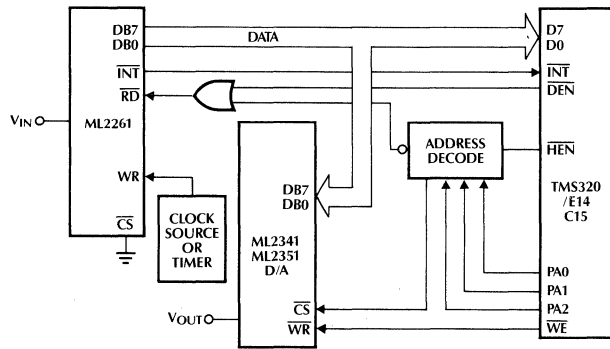 DB7
DB0
INT
RD
VIN
ML2261
WR
CS
DATA
CLOCK
SOURCE
OR
TIMER
DB7
DB0
ML2341
ML2351
D/A
VOUT
CS
WR
ADDRESS
DECODE
D7
D0
INT
DEN
HEN
TMS320
/E14
C15
PA0
PA1
PA2
WE